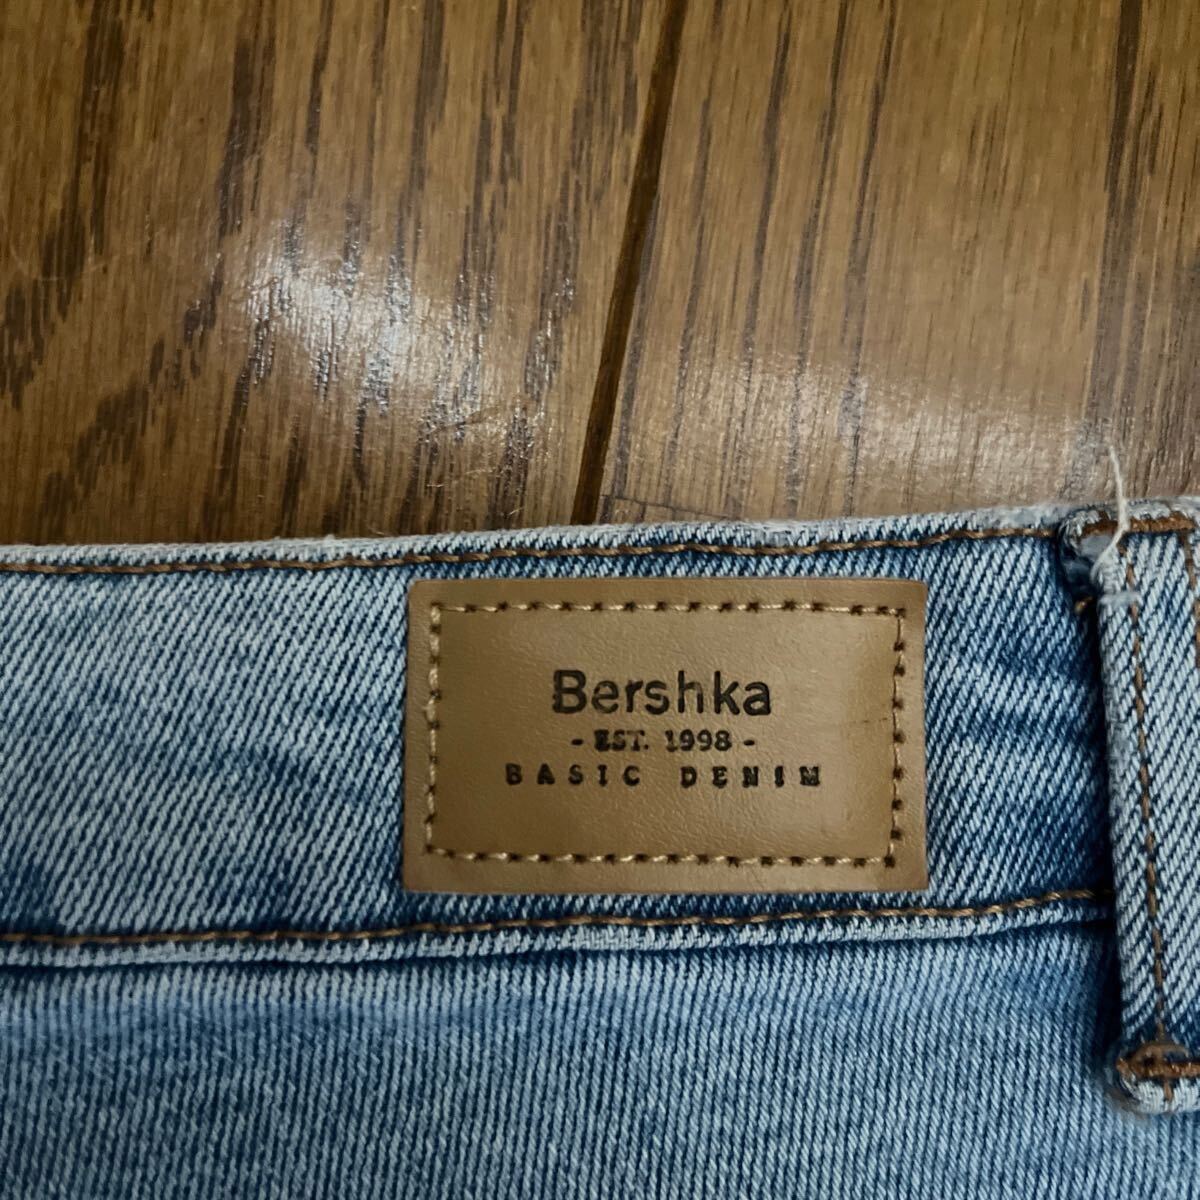 Bershka
- EST. 1998 -
BASIC DENIM